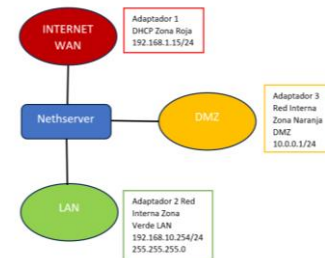 INTERNET
WAN
Adaptador 1
DHCP Zona Roja
192.168.1.15/24
Nethserver
DMZ
Adaptador 3
Red Interna
Zona Naranja
DMZ
10.0.0.1/24
LAN
Adaptador 2 Red
Interna Zona
Verde LAN
192.168.10.254/24
255.255.255.0